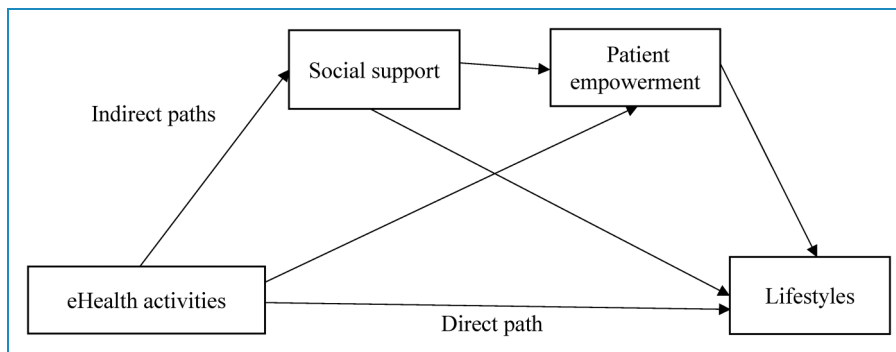 Social support
Patient
empowerment
Indirect paths
eHealth activities
Direct path
Lifestyles